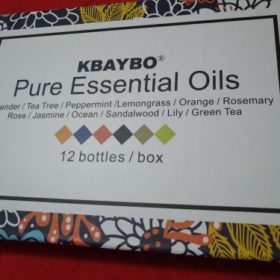 KBAYBO®
Pure Essential Oils
ender / Tea Tree / Peppermint /Lemongrass / Orange / Rosemary
Rose / Jasmine / Ocean / Sandalwood / Lily / Green Tea
12 bottles / box